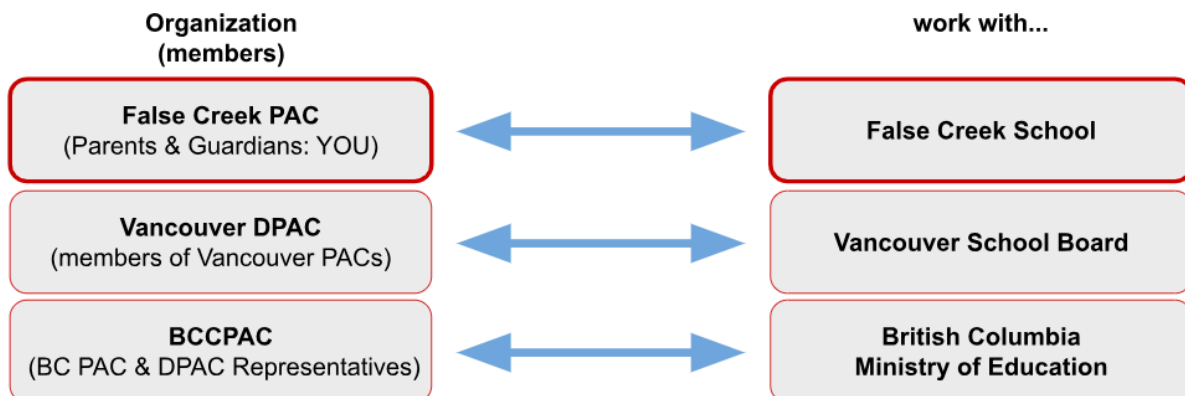 Organization
(members)
work with...
False Creek PAC
(Parents & Guardians: YOU)
False Creek School
Vancouver DPAC
(members of Vancouver PACs)
Vancouver School Board
BCCPAC
(BC PAC & DPAC Representatives)
British Columbia
Ministry of Education